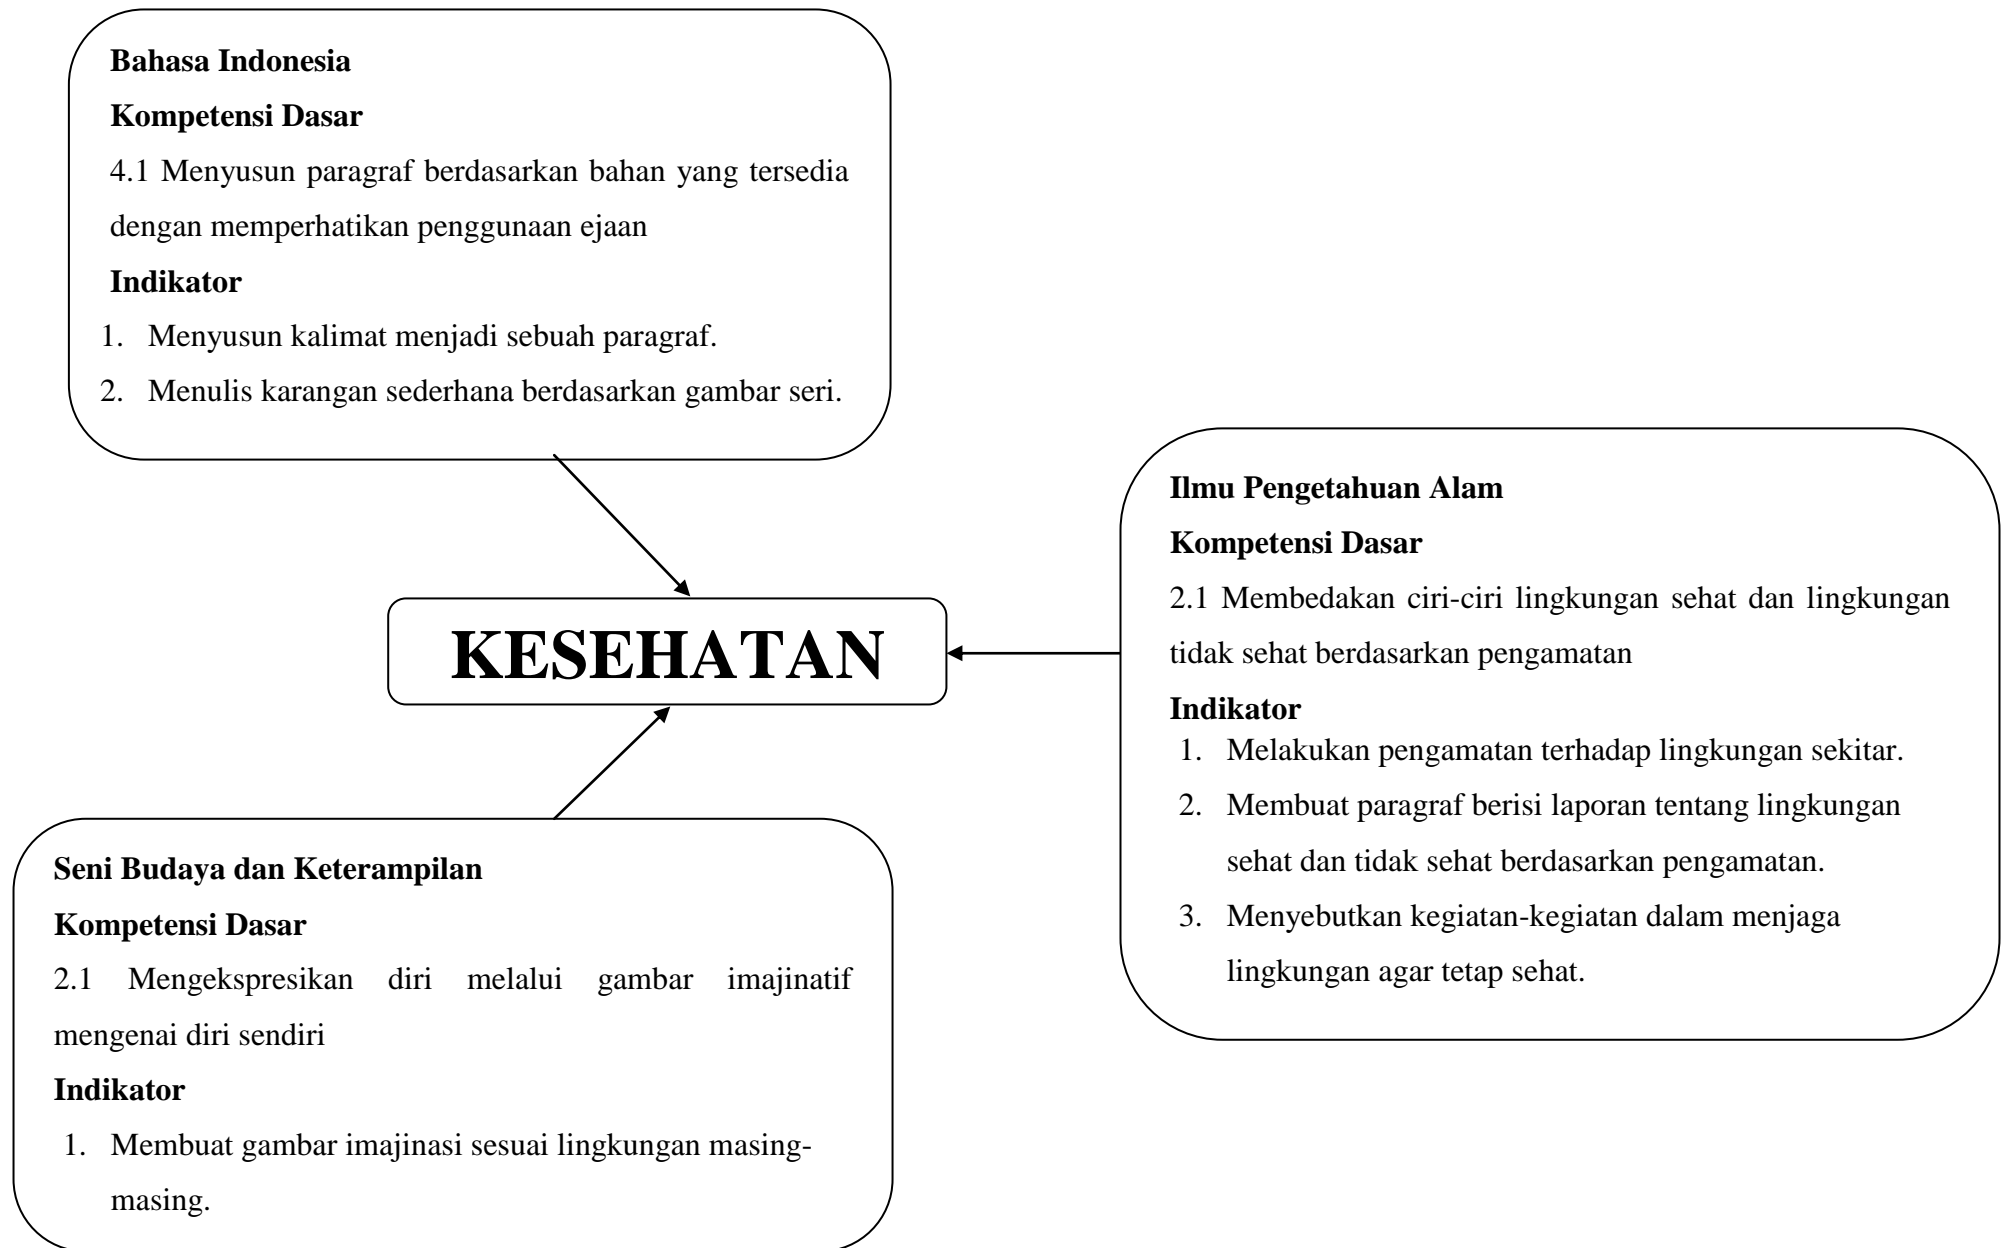 Bahasa Indonesia
Kompetensi Dasar
4.1 Menyusun paragraf berdasarkan bahan yang tersedia
dengan memperhatikan penggunaan ejaan
Indikator
1. Menyusun kalimat menjadi sebuah paragraf.
2. Menulis karangan sederhana berdasarkan gambar seri.
KESEHATAN
Ilmu Pengetahuan Alam
Kompetensi Dasar
2.1 Membedakan ciri-ciri lingkungan sehat dan lingkungan
tidak sehat berdasarkan pengamatan
Indikator
1. Melakukan pengamatan terhadap lingkungan sekitar.
2. Membuat paragraf berisi laporan tentang lingkungan
sehat dan tidak sehat berdasarkan pengamatan.
3. Menyebutkan kegiatan-kegiatan dalam menjaga
lingkungan agar tetap sehat.
Seni Budaya dan Keterampilan
Kompetensi Dasar
2.1 Mengekspresikan diri melalui gambar imajinatif
mengenai diri sendiri
Indikator
1. Membuat gambar imajinasi sesuai lingkungan masing-
masing.